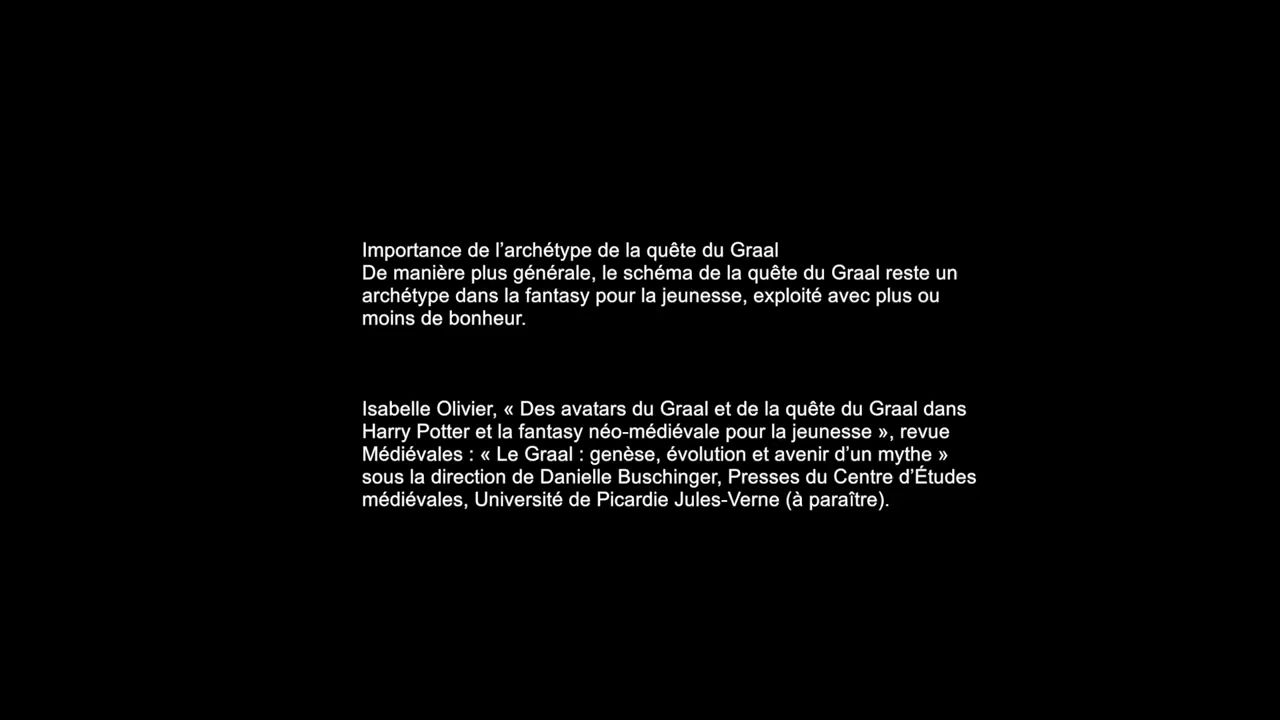 Importance de l’archétype de la quête du Graal
De manière plus générale, le schéma de la quête du Graal reste un
archétype dans la fantasy pour la jeunesse, exploité avec plus ou
moins de bonheur.
Isabelle Olivier, « Des avatars du Graal et de la quête du Graal dans
Harry Potter et la fantasy néo-médiévale pour la jeunesse », revue
Médiévales : « Le Graal : genèse, évolution et avenir d’un mythe »
sous la direction de Danielle Buschinger, Presses du Centre d’Études
médiévales, Université de Picardie Jules-Verne (à paraître).